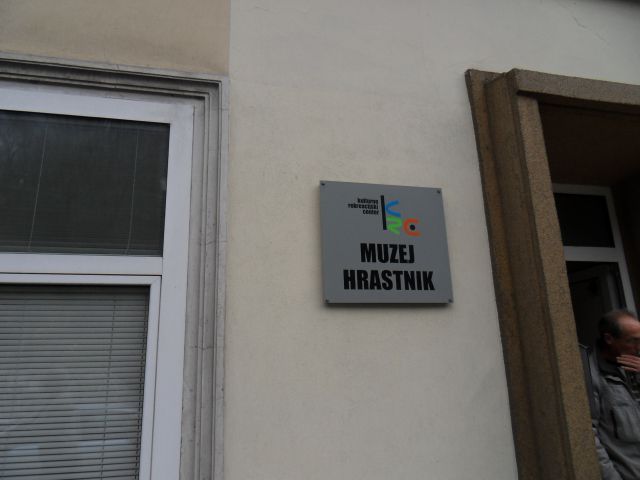 kulturno
rekreacijski
center
KRC
MUZEJ
HRASTNIK